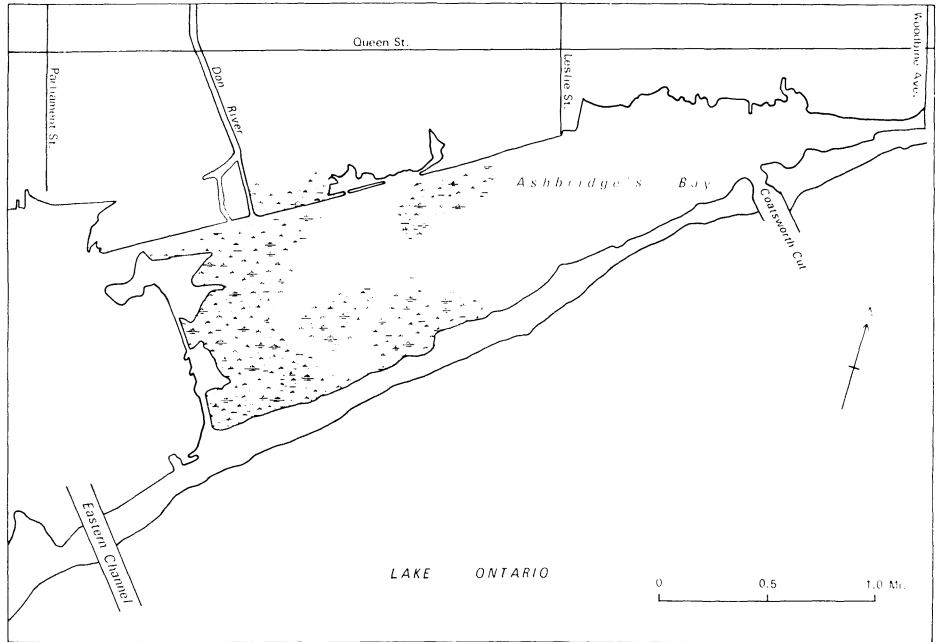 Queen St.
Parliament St.
Don River
Leslie St.
Woodbine Ave.
Ashbridge's Bay
Coatsworth Cut
Eastern Channel
LAKE ONTARIO
0 0.5 1.0 Mi.